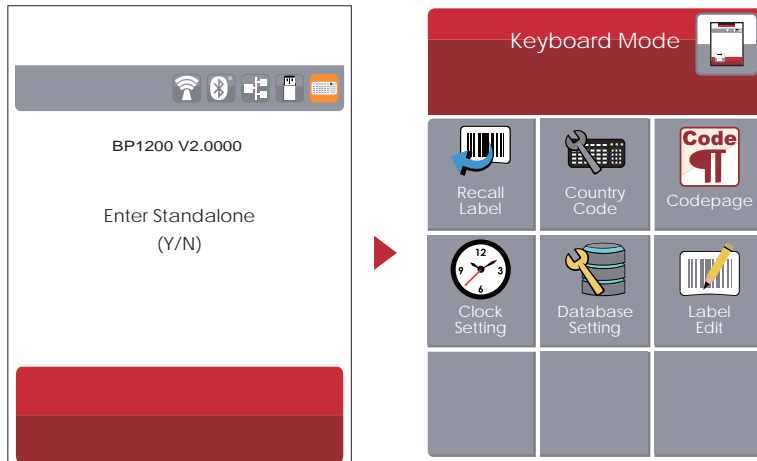 BP1200 V2.0000
Enter Standalone
(Y/N)
Keyboard Mode
Recall
Label
Country
Code
Code
Codepage
12
9 3
6
Clock
Setting
Database
Setting
Label
Edit